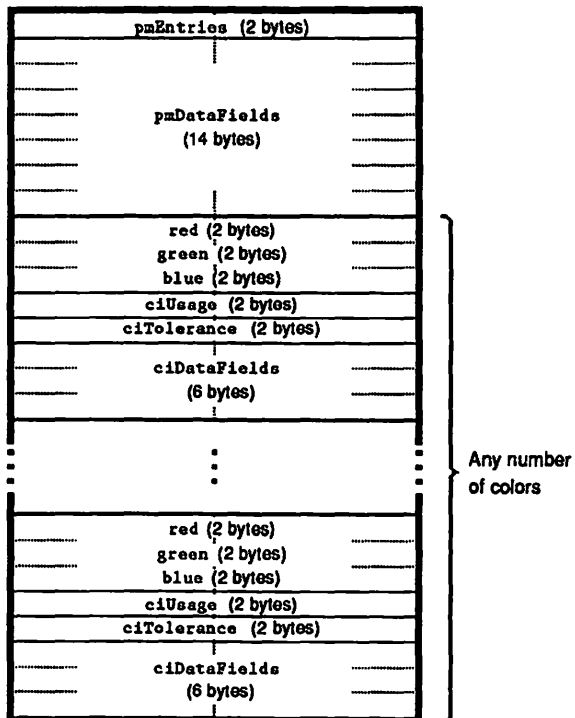 pmEntries (2 bytes)
pmDataFields
(14 bytes)
red (2 bytes)
green (2 bytes)
blue (2 bytes)
ciUsage (2 bytes)
ciTolerance (2 bytes)
ciDataFields
(6 bytes)
Any number
of colors
red (2 bytes)
green (2 bytes)
blue (2 bytes)
ciUsage (2 bytes)
ciTolerance (2 bytes)
ciDataFields
(6 bytes)